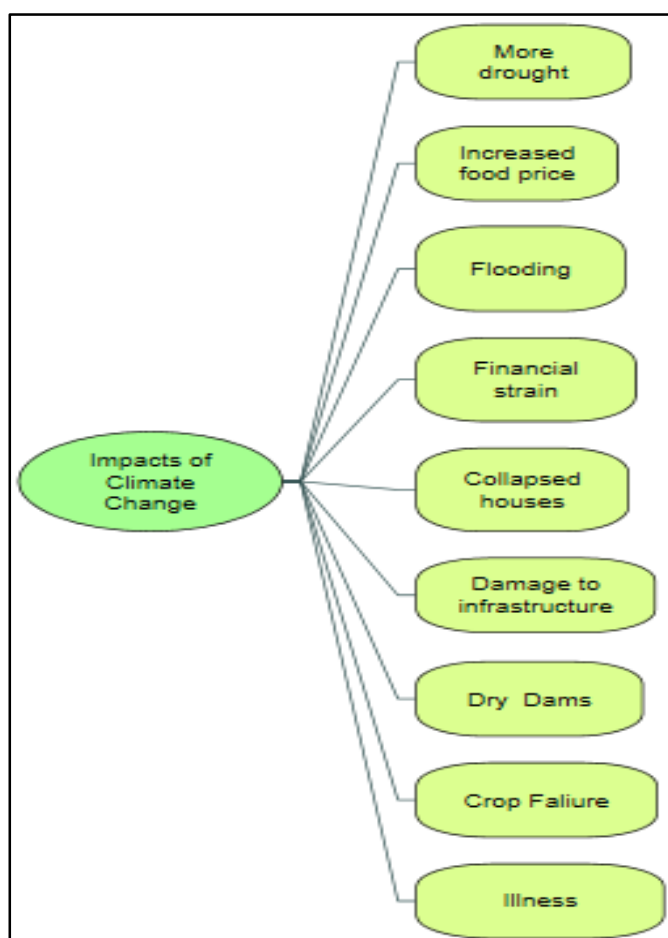 More
drought
Increased
food price
Flooding
Financial
strain
Impacts of
Climate
Change
Collapsed
houses
Damage to
infrastructure
Dry Dams
Crop Faliure
Illness